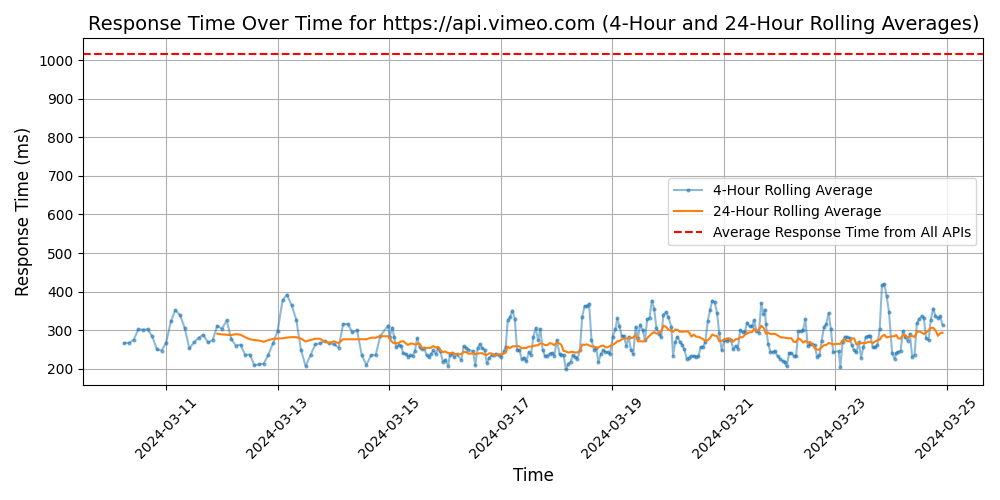 Response Time Over Time for https://api.vimeo.com (4-Hour and 24-Hour Rolling Averages)
Response Time (ms)
1000
900
800
700
600
500
400
300
200
4-Hour Rolling Average
24-Hour Rolling Average
Average Response Time from All APIs
2024-03-11
2024-03-13
2024-03-15
2024-03-17
2024-03-19
2024-03-21
2024-03-23
2024-03-25
Time